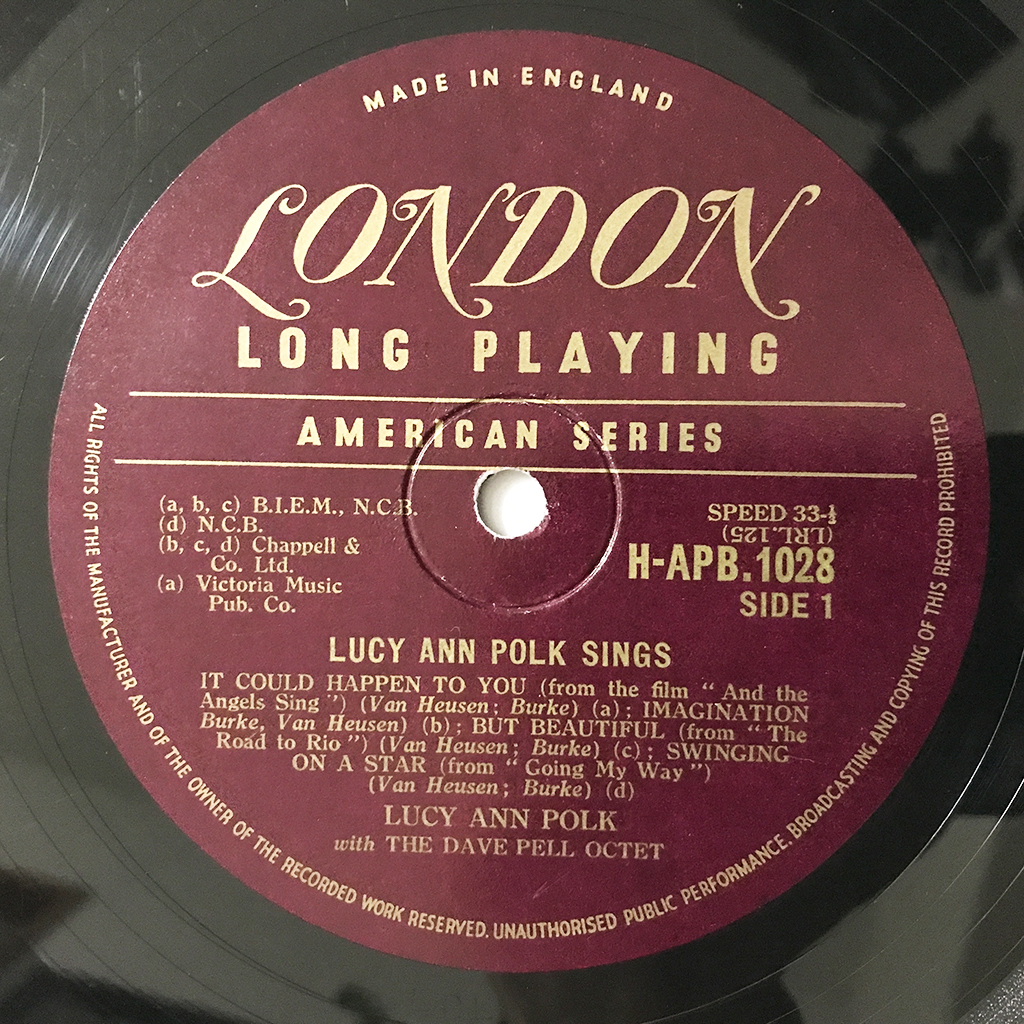 MADE IN ENGLAND
LONDON
LONG PLAYING
AMERICAN SERIES
(a, b, c) B.I.E.M., N.C.B.
(d) N.C.B.
(b, c, d) Chappell &
Co. Ltd.
(a) Victoria Music
Pub. Co.
SPEED 33-⅓
(LRL.125)
H-APB.1028
SIDE 1
LUCY ANN POLK SINGS
IT COULD HAPPEN TO YOU (from the film “ And the
Angels Sing ”) (Van Heusen ; Burke) (a) ; IMAGINATION
Burke, Van Heusen) (b) ; BUT BEAUTIFUL (from “ The
Road to Rio ”) (Van Heusen ; Burke) (c) ; SWINGING
ON A STAR (from “ Going My Way ”)
(Van Heusen ; Burke) (d)
LUCY ANN POLK
with THE DAVE PELL OCTET
ALL RIGHTS OF THE MANUFACTURER AND OF THE OWNER OF THE RECORDED WORK RESERVED. UNAUTHORISED PUBLIC PERFORMANCE, BROADCASTING AND COPYING OF THIS RECORD PROHIBITED